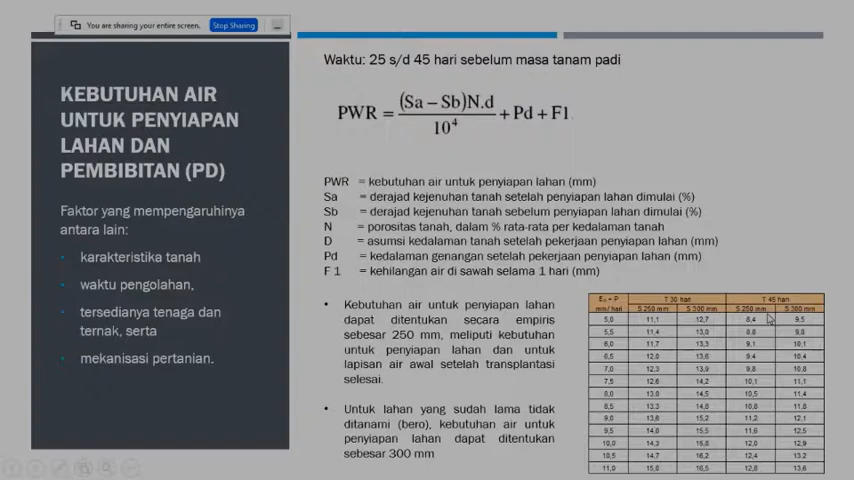 You are sharing your entire screen. Stop Sharing
KEBUTUHAN AIR
UNTUK PENYIAPAN
LAHAN DAN
PEMBIBITAN (PD)
Faktor yang mempengaruhinya
antara lain:
• karakteristika tanah
• waktu pengolahan,
• tersedianya tenaga dan
ternak, serta
• mekanisasi pertanian.
Waktu: 25 s/d 45 hari sebelum masa tanam padi
PWR = (Sa – Sb)N.d / 10⁴ + Pd + F1
PWR = kebutuhan air untuk penyiapan lahan (mm)
Sa = derajad kejenuhan tanah setelah penyiapan lahan dimulai (%)
Sb = derajad kejenuhan tanah sebelum penyiapan lahan dimulai (%)
N = porositas tanah, dalam % rata-rata per kedalaman tanah
D = asumsi kedalaman tanah setelah pekerjaan penyiapan lahan (mm)
Pd = kedalaman genangan setelah pekerjaan penyiapan lahan (mm)
F 1 = kehilangan air di sawah selama 1 hari (mm)
• Kebutuhan air untuk penyiapan lahan
dapat ditentukan secara empiris
sebesar 250 mm, meliputi kebutuhan
untuk penyiapan lahan dan untuk
lapisan air awal setelah transplantasi
selesai.
• Untuk lahan yang sudah lama tidak
ditanami (bero), kebutuhan air untuk
penyiapan lahan dapat ditentukan
sebesar 300 mm
E₀ + P T 30 hari T 45 hari
mm/ hari S 250 mm S 300 mm S 250 mm S 300 mm
5,0 11,1 12,7 8,4 9,5
5,5 11,4 13,0 8,8 9,8
6,0 11,7 13,3 9,1 10,1
6,5 12,0 13,6 9,4 10,4
7,0 12,3 13,9 9,8 10,8
7,5 12,6 14,2 10,1 11,1
8,0 13,0 14,5 10,5 11,4
8,5 13,3 14,8 10,8 11,8
9,0 13,6 15,2 11,2 12,1
9,5 14,0 15,5 11,6 12,5
10,0 14,3 15,8 12,0 12,9
10,5 14,7 16,2 12,4 13,2
11,0 15,0 16,5 12,8 13,6